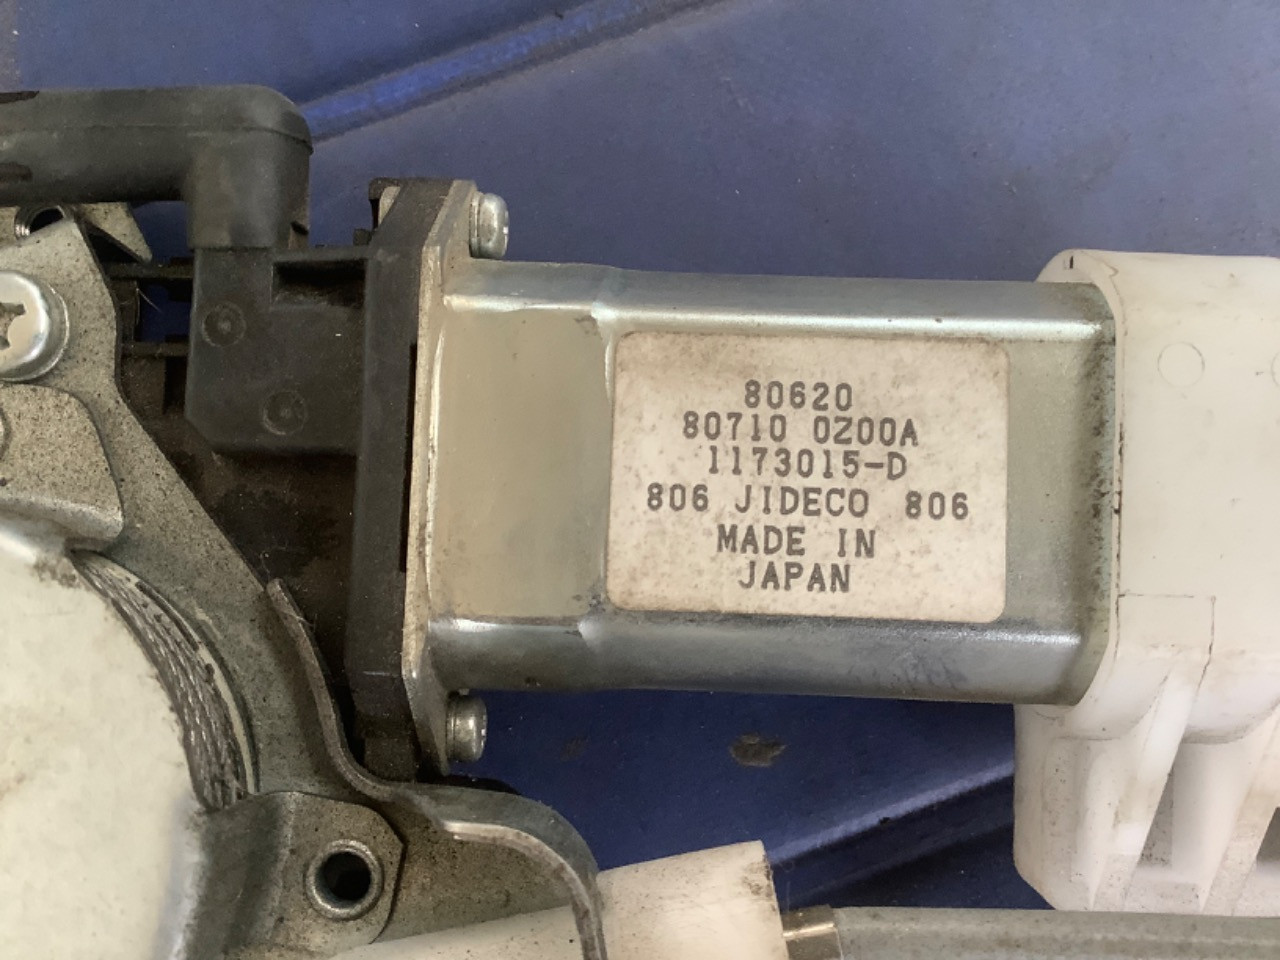 80620
80710 0Z00A
1173015-D
806 JIDECO 806
MADE IN
JAPAN